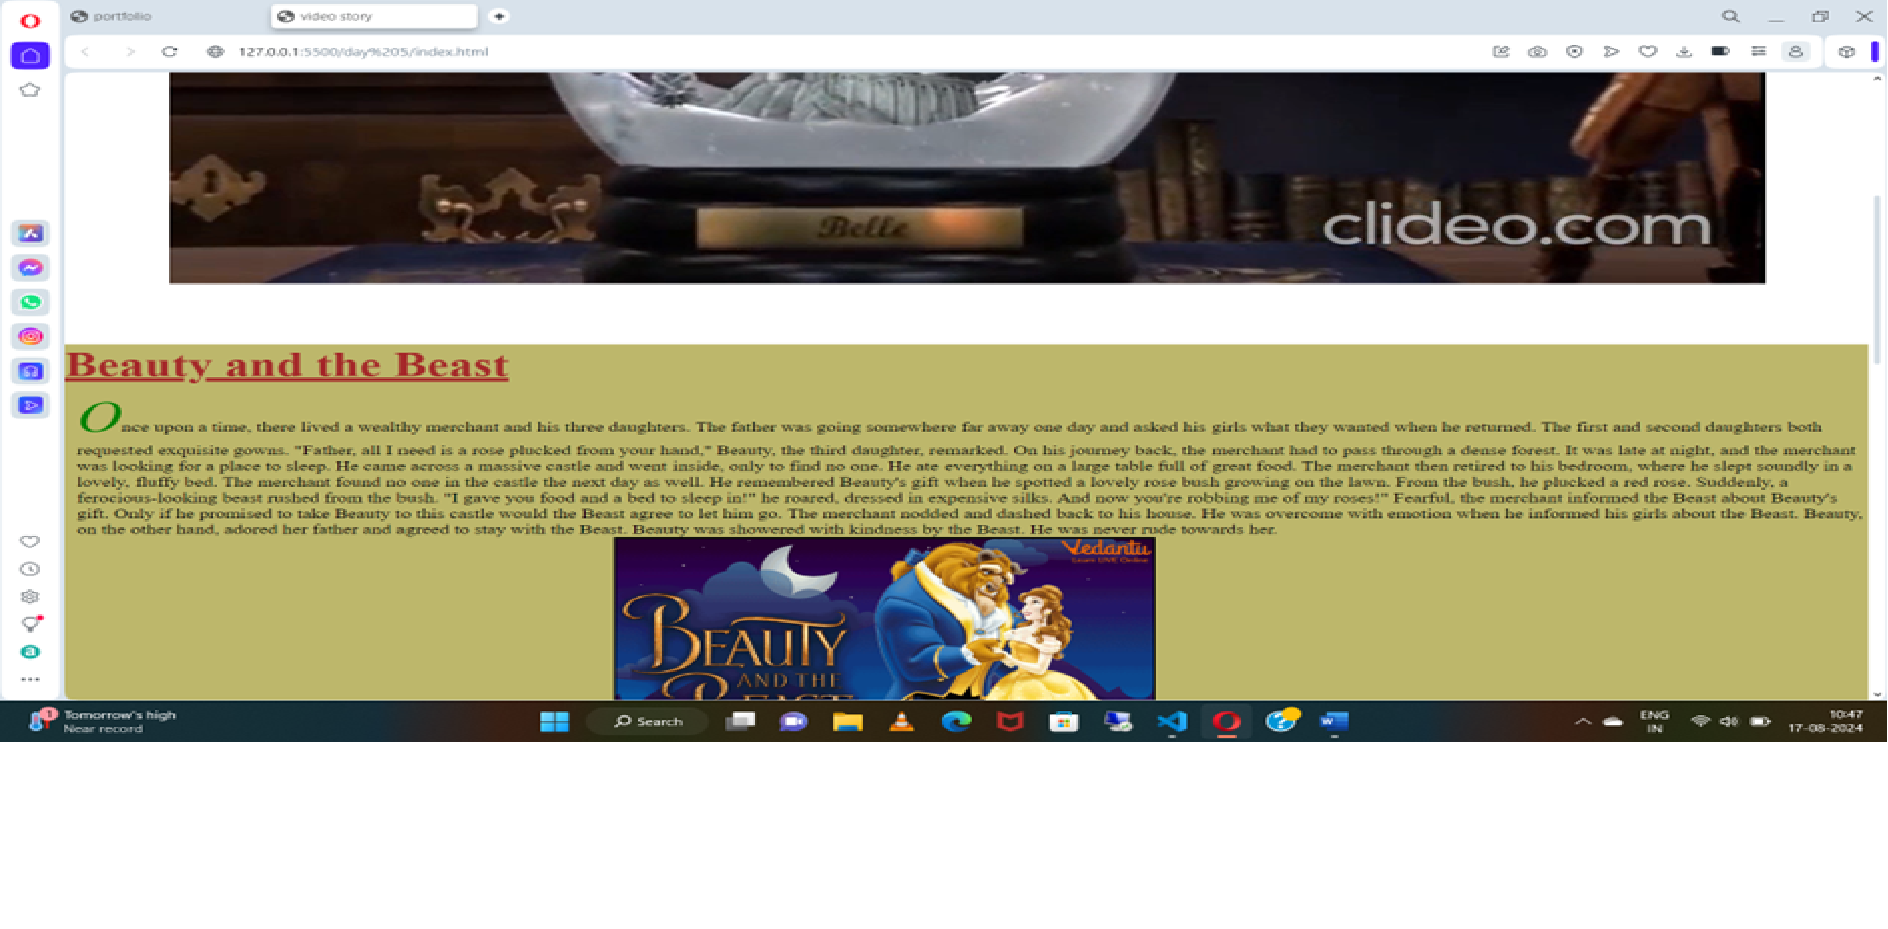 portfolio
video story
127.0.0.1:5500/day%205/index.html
Belle
clideo.com
Beauty and the Beast
Once upon a time, there lived a wealthy merchant and his three daughters. The father was going somewhere far away one day and asked his girls what they wanted when he returned. The first and second daughters both
requested exquisite gowns. "Father, all I need is a rose plucked from your hand," Beauty, the third daughter, remarked. On his journey back, the merchant had to pass through a dense forest. It was late at night, and the merchant
was looking for a place to sleep. He came across a massive castle and went inside, only to find no one. He ate everything on a large table full of great food. The merchant then retired to his bedroom, where he slept soundly in a
lovely, fluffy bed. The merchant found no one in the castle the next day as well. He remembered Beauty's gift when he spotted a lovely rose bush growing on the lawn. From the bush, he plucked a red rose. Suddenly, a
ferocious-looking beast rushed from the bush. "I gave you food and a bed to sleep in!" he roared, dressed in expensive silks. And now you're robbing me of my roses!" Fearful, the merchant informed the Beast about Beauty's
gift. Only if he promised to take Beauty to this castle would the Beast agree to let him go. The merchant nodded and dashed back to his house. He was overcome with emotion when he informed his girls about the Beast. Beauty,
on the other hand, adored her father and agreed to stay with the Beast. Beauty was showered with kindness by the Beast. He was never rude towards her.
Vedantu
Learn LIVE Online
BEAUTY
AND THE
BEAST
1
Tomorrow's high
Near record
Search
ENG
IN
10:47
17-08-2024